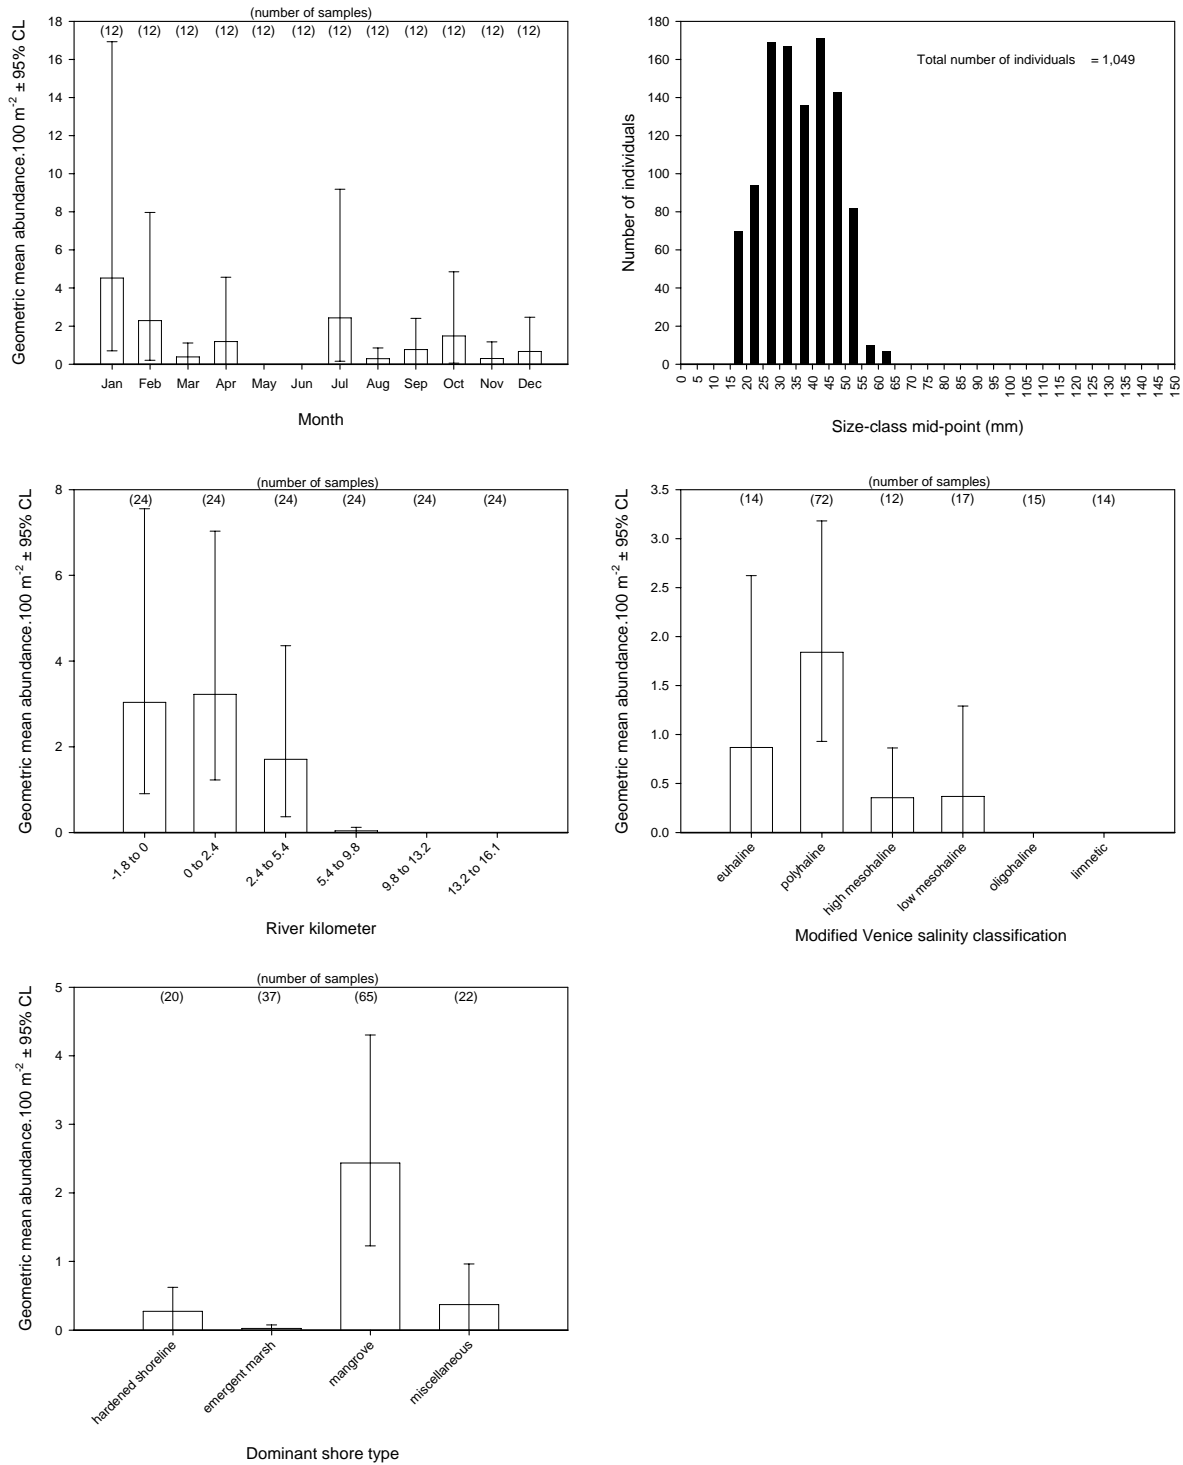 (number of samples)
(12) (12) (12) (12) (12) (12) (12) (12) (12) (12) (12) (12)
Geometric mean abundance.100 m-2 ± 95% CL
18
16
14
12
10
8
6
4
2
0
Jan Feb Mar Apr May Jun Jul Aug Sep Oct Nov Dec
Month
Total number of individuals = 1,049
Number of individuals
180
160
140
120
100
80
60
40
20
0
0 5 10 15 20 25 30 35 40 45 50 55 60 65 70 75 80 85 90 95 100 105 110 115 120 125 130 135 140 145 150
Size-class mid-point (mm)
(number of samples)
(24) (24) (24) (24) (24) (24)
Geometric mean abundance.100 m-2 ± 95% CL
8
6
4
2
0
-1.8 to 0
0 to 2.4
2.4 to 5.4
5.4 to 9.8
9.8 to 13.2
13.2 to 16.1
River kilometer
(number of samples)
(14) (72) (12) (17) (15) (14)
Geometric mean abundance.100 m-2 ± 95% CL
3.5
3.0
2.5
2.0
1.5
1.0
0.5
0.0
euhaline
polyhaline
high mesohaline
low mesohaline
oligohaline
limnetic
Modified Venice salinity classification
(number of samples)
(20) (37) (65) (22)
Geometric mean abundance.100 m-2 ± 95% CL
5
4
3
2
1
0
hardened shoreline
emergent marsh
mangrove
miscellaneous
Dominant shore type